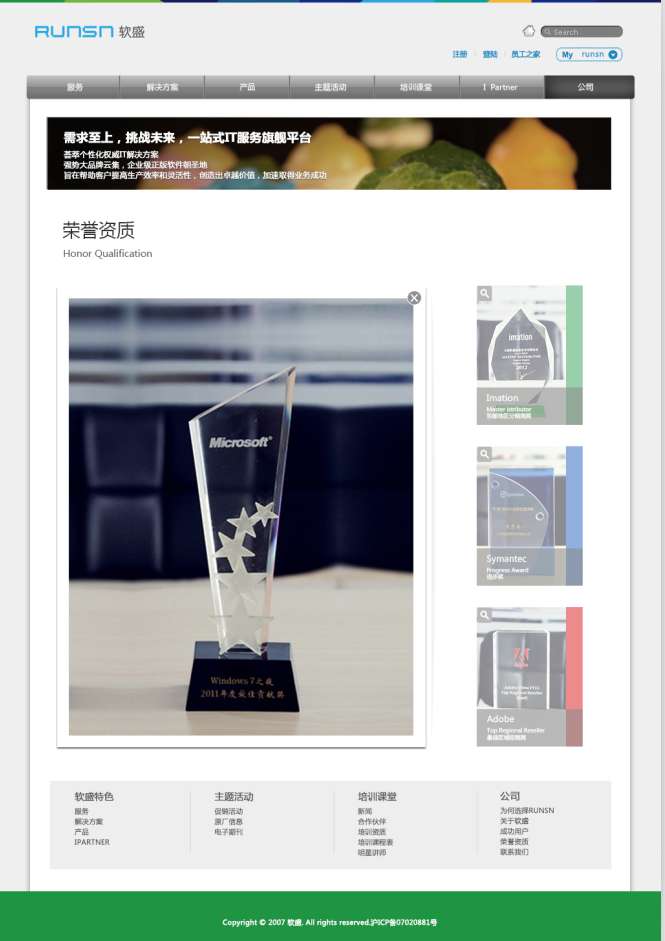 RUNSN 软盛
Search
注册 登陆 员工之家 My runsn
服务 解决方案 产品 主题活动 培训课堂 I Partner 公司
需求至上，挑战未来，一站式IT服务旗舰平台
荟萃个性化权威IT解决方案
强势大品牌云集，企业级正版软件朝圣地
旨在帮助客户提高生产效率和灵活性，创造出卓越价值，加速取得业务成功
荣誉资质
Honor Qualification
Microsoft
Windows 7之夜
2011年度最佳贡献奖
imation
2012
Imation
Master istributor
Symantec
Symantec
Progress Award
进步奖
Adobe
Adobe China FY11
Top Regional Reseller
Adobe
Top Regional Reseller
最佳区域经销商
软盛特色
服务
解决方案
产品
IPARTNER
主题活动
促销活动
原厂信息
电子期刊
培训课堂
新闻
合作伙伴
培训资质
培训课程表
明星讲师
公司
为何选择RUNSN
关于软盛
成功用户
荣誉资质
联系我们
Copyright © 2007 软盛. All rights reserved.沪ICP备07020881号